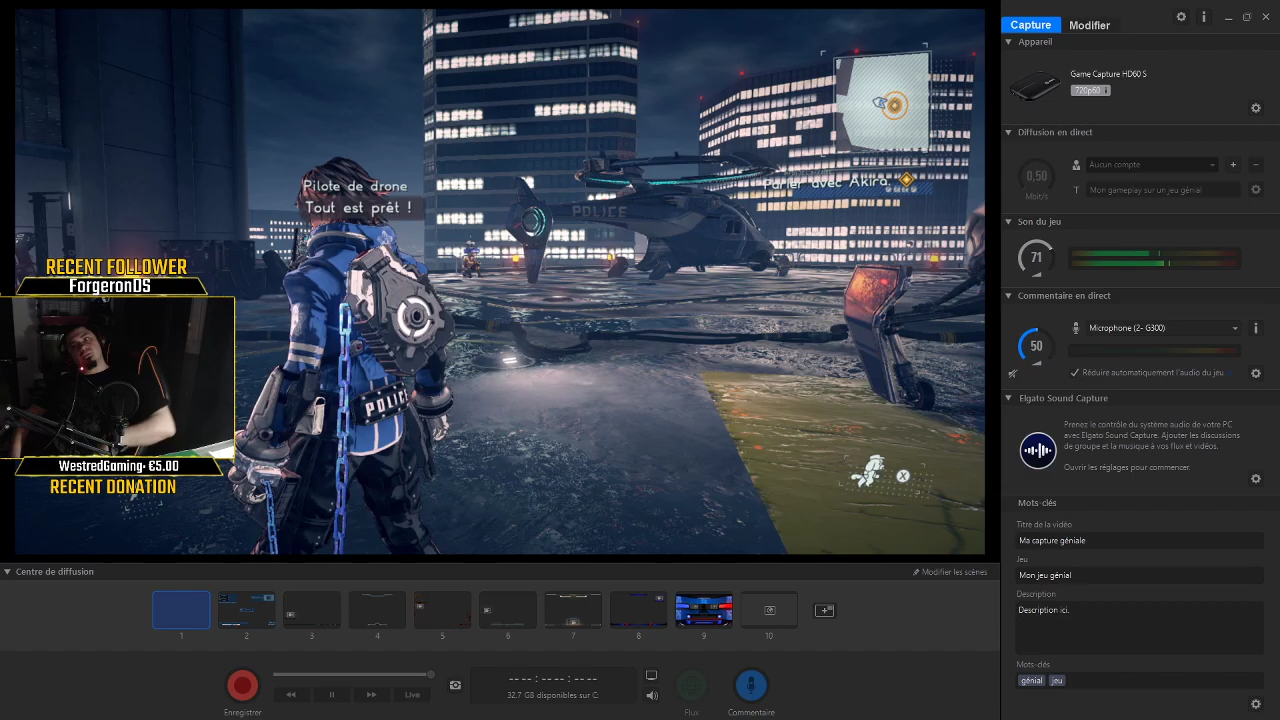 Capture
Modifier
Appareil
Game Capture HD60 S
720p60
Diffusion en direct
0,50
Mbit/s
Aucun compte
T Mon gameplay sur un jeu génial
Son du jeu
71
Commentaire en direct
50
Microphone (2- G300)
Réduire automatiquement l'audio du jeu
Elgato Sound Capture
Prenez le contrôle du système audio de votre PC
avec Elgato Sound Capture. Ajouter les discussions
de groupe et la musique à vos flux et vidéos.
Ouvrir les réglages pour commencer.
Mots-clés
Titre de la vidéo
Ma capture géniale
Jeu
Mon jeu génial
Description
Description ici.
Mots-clés
génial jeu
Pilote de drone
Tout est prêt !
Parler avec Akira.
POLICE
POLICE
X
RECENT FOLLOWER
ForgeronDS
WestredGaming• €5.00
RECENT DONATION
Centre de diffusion
Modifier les scènes
1 2 3 4 5 6 7 8 9 10
Enregistrer
Live
-- -- : -- -- : -- --
32.7 GB disponibles sur C:
Flux
Commentaire